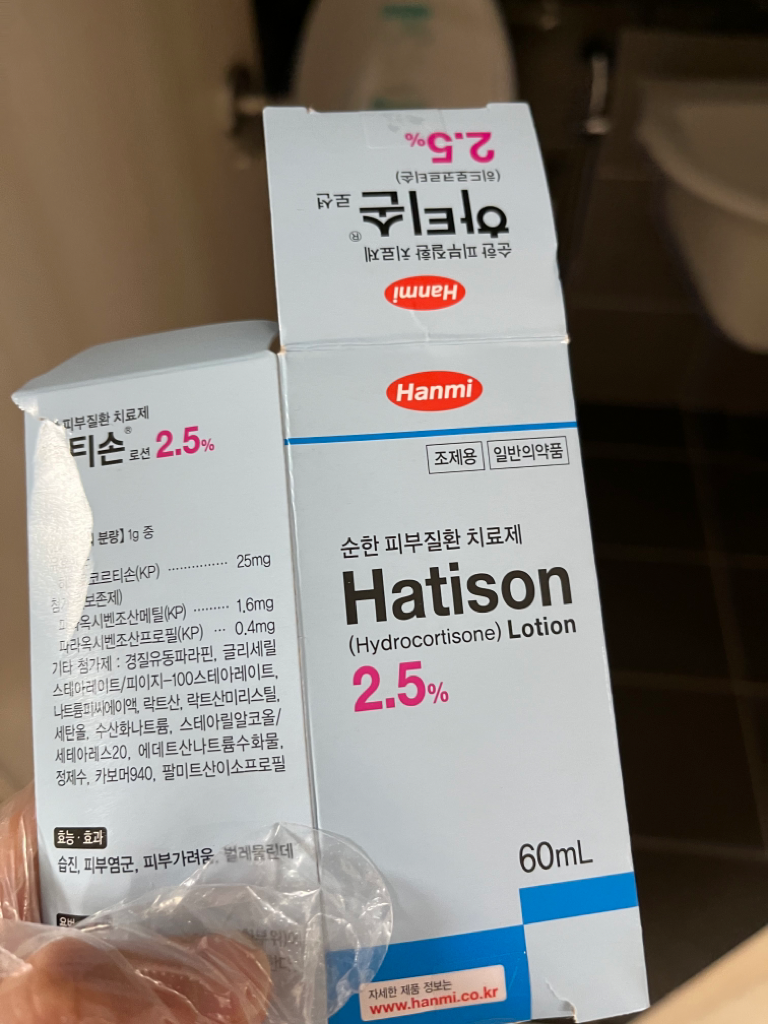 2.5%
(히드로코르티손)
하티손® 로션
순한 피부질환 치료제
Hanmi
Hanmi
조제용 일반의약품
순한 피부질환 치료제
Hatison
(Hydrocortisone) Lotion
2.5%
60mL
자세한 제품 정보는
www.hanmi.co.kr
피부질환 치료제
티손® 로션 2.5%
분량】 1g 중
코르티손(KP) ............... 25mg
보존제)
파라옥시벤조산메틸(KP) ......... 1.6mg
파라옥시벤조산프로필(KP) ... 0.4mg
기타 첨가제 : 경질유동파라핀, 글리세릴
스테아레이트/피이지-100스테아레이트,
나트륨피씨에이액, 락트산, 락트산미리스틸,
세탄올, 수산화나트륨, 스테아릴알코올/
세테아레스20, 에데트산나트륨수화물,
정제수, 카보머940, 팔미트산이소프로필
효능·효과
습진, 피부염군, 피부가려움, 벌레물린데